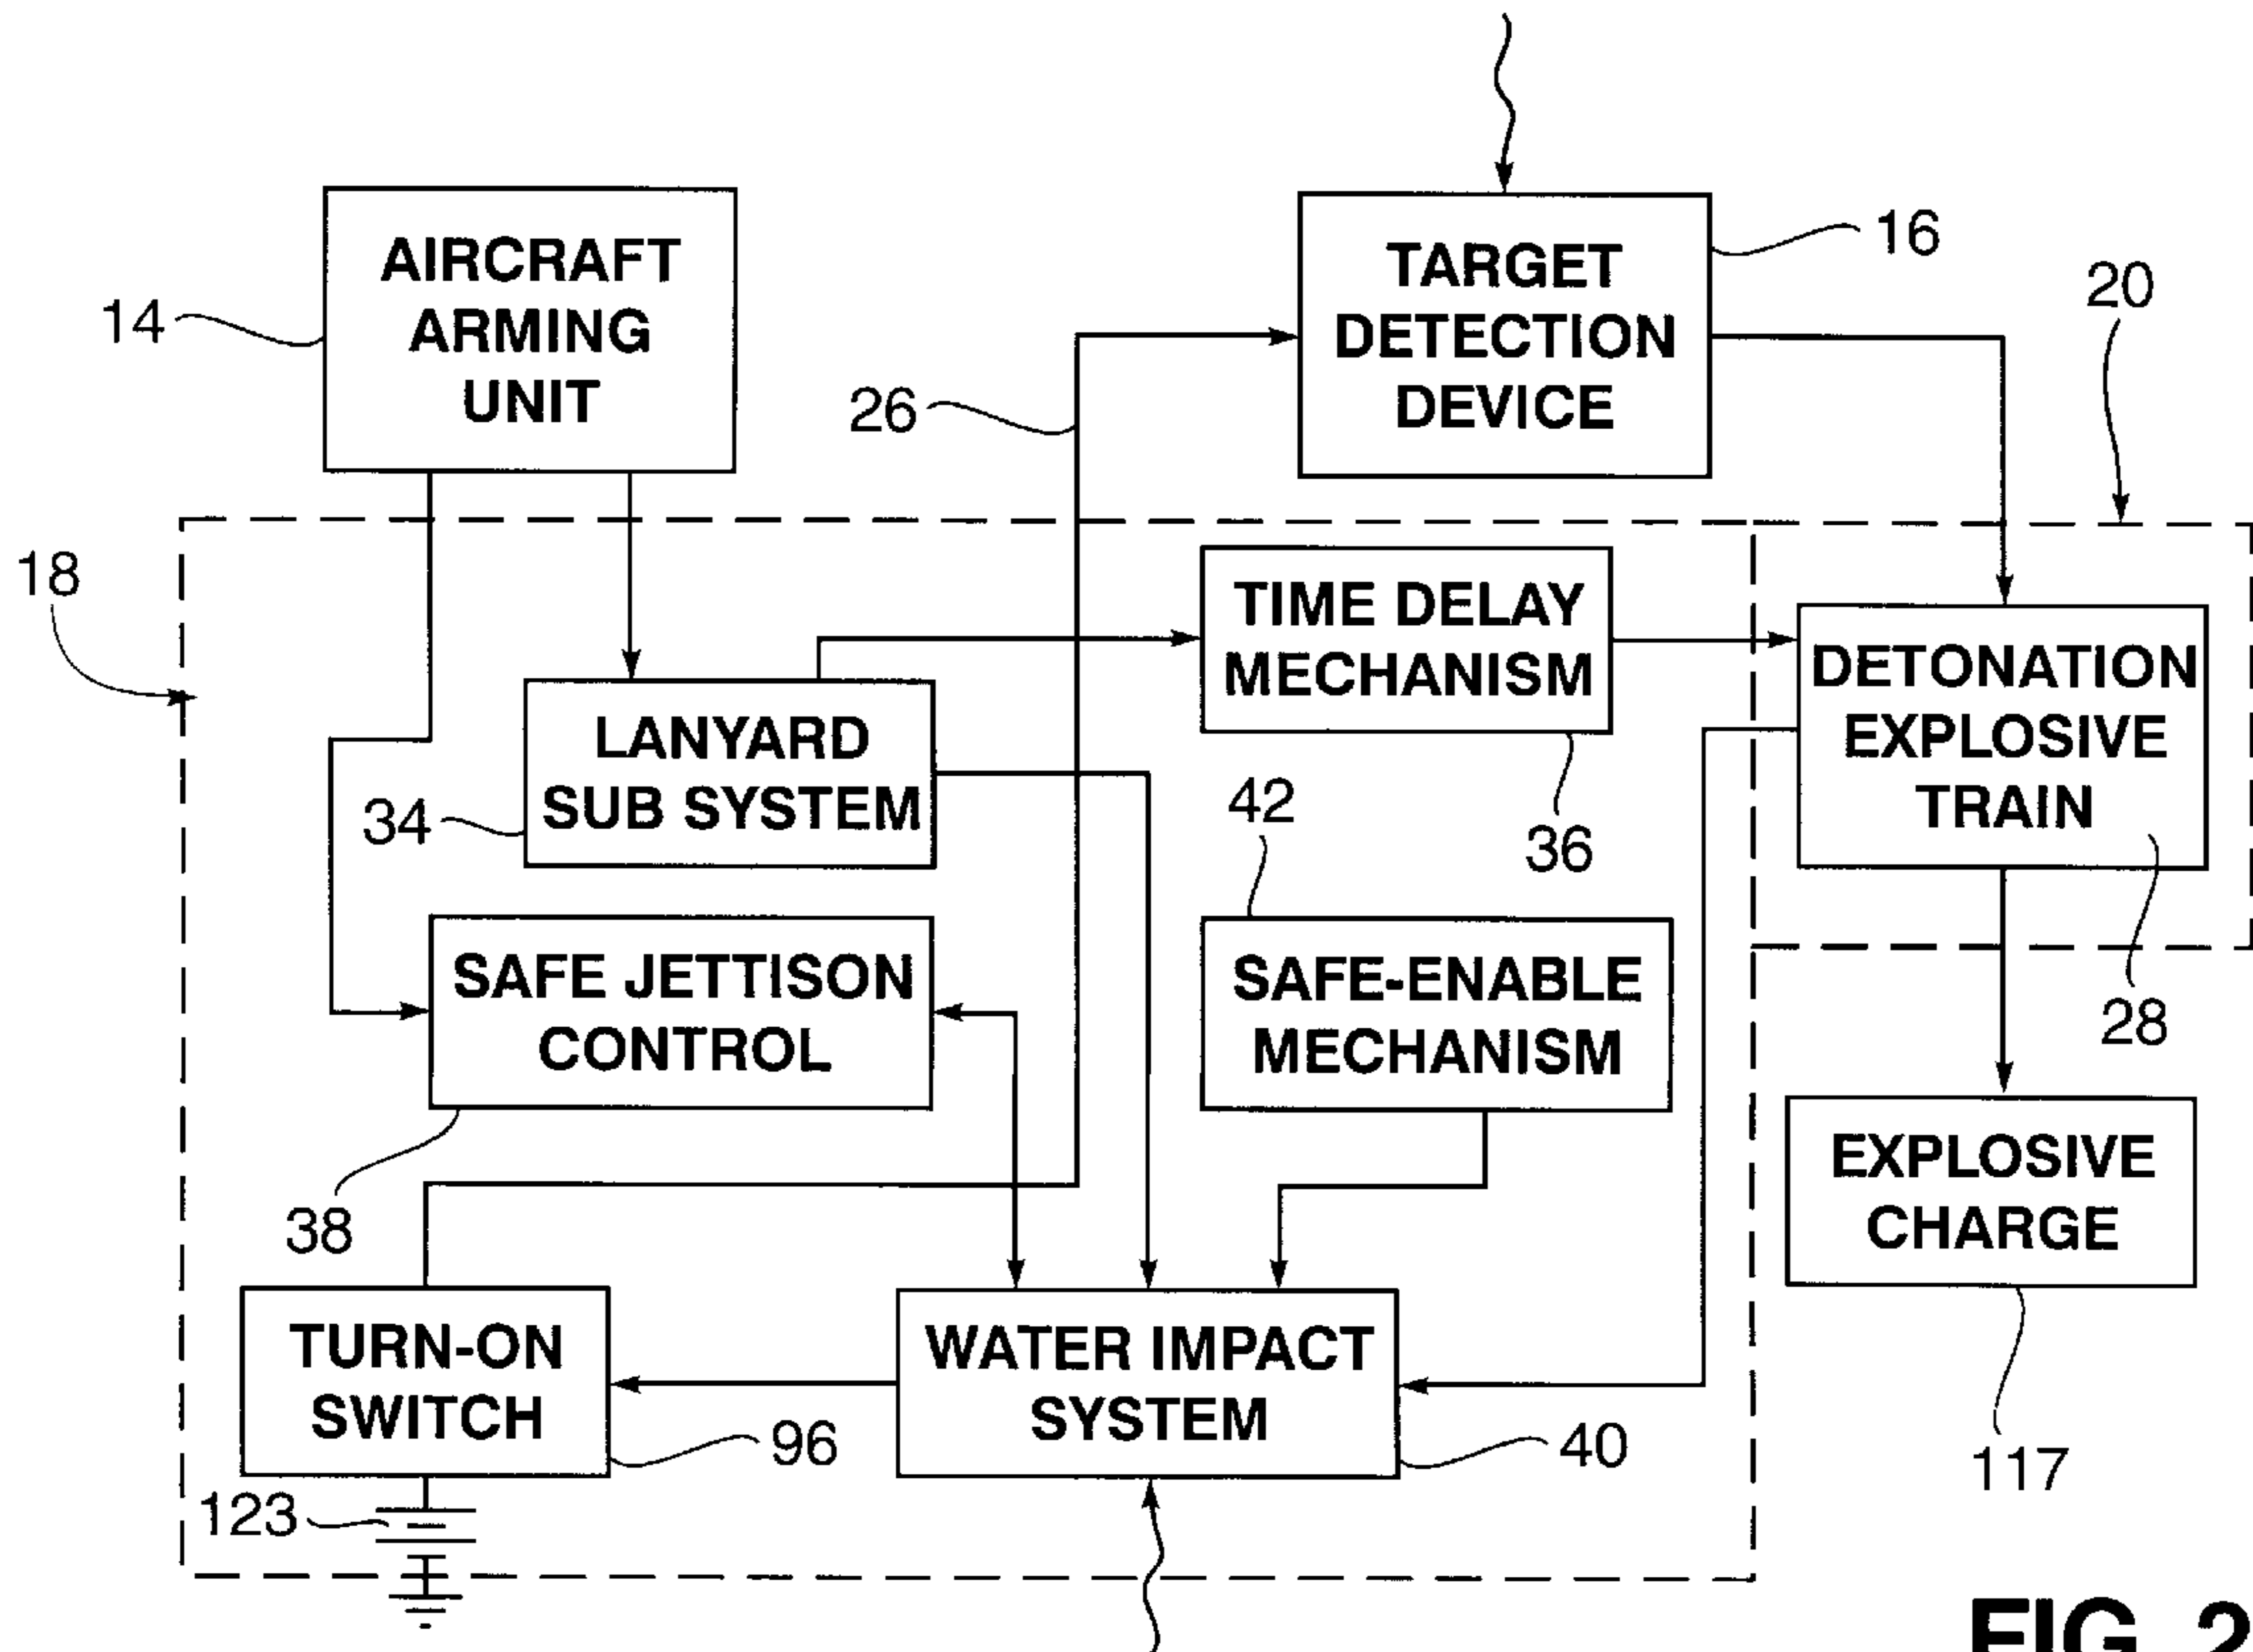 AIRCRAFT
ARMING
UNIT
14
TARGET
DETECTION
DEVICE
16
20
26
18
TIME DELAY
MECHANISM
36
DETONATION
EXPLOSIVE
TRAIN
28
LANYARD
SUB SYSTEM
34
42
SAFE JETTISON
CONTROL
38
SAFE-ENABLE
MECHANISM
EXPLOSIVE
CHARGE
117
TURN-ON
SWITCH
96
WATER IMPACT
SYSTEM
40
123
FIG. 2